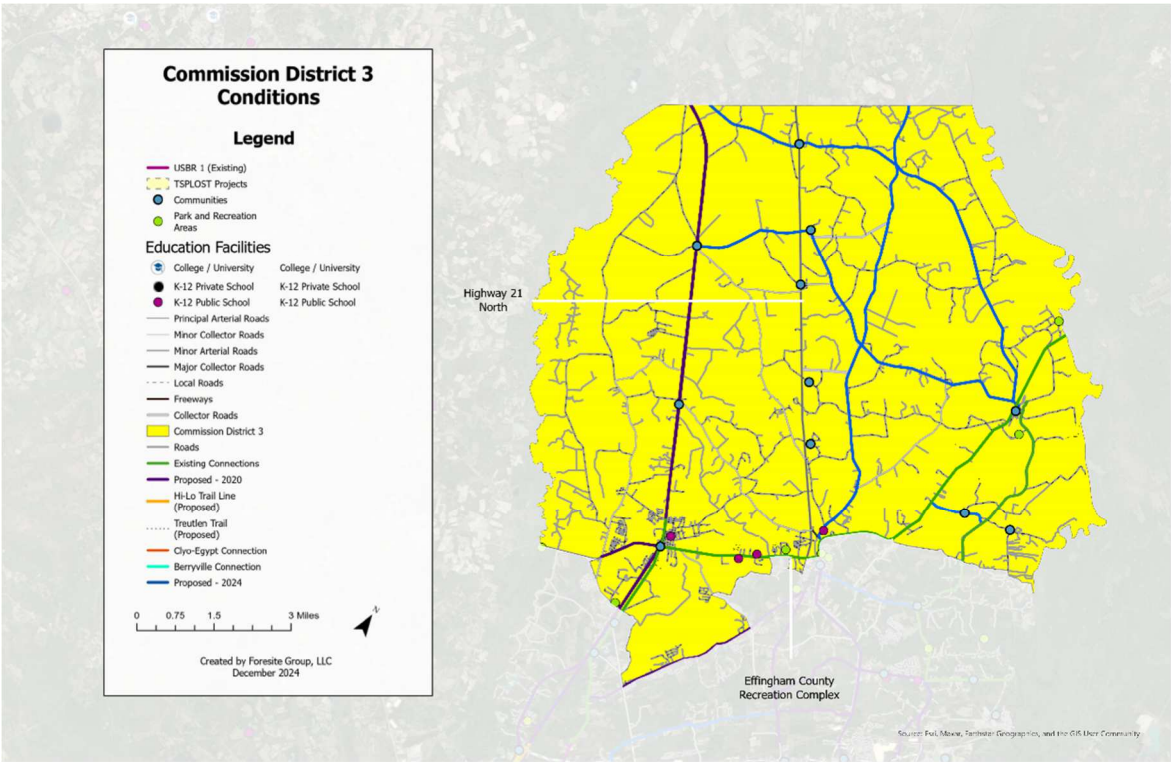 Commission District 3
Conditions
Legend
USBR 1 (Existing)
TSPLOST Projects
Communities
Park and Recreation
Areas
Education Facilities
College / University College / University
K-12 Private School K-12 Private School
K-12 Public School K-12 Public School
Principal Arterial Roads
Minor Collector Roads
Minor Arterial Roads
Major Collector Roads
Local Roads
Freeways
Collector Roads
Commission District 3
Roads
Existing Connections
Proposed - 2020
Hi-Lo Trail Line
(Proposed)
Treutlen Trail
(Proposed)
Clyo-Egypt Connection
Berryville Connection
Proposed - 2024
0 0.75 1.5 3 Miles
N
Created by Foresite Group, LLC
December 2024
Highway 21
North
Effingham County
Recreation Complex
Source: Esri, Maxar, Earthstar Geographics, and the GIS User Community